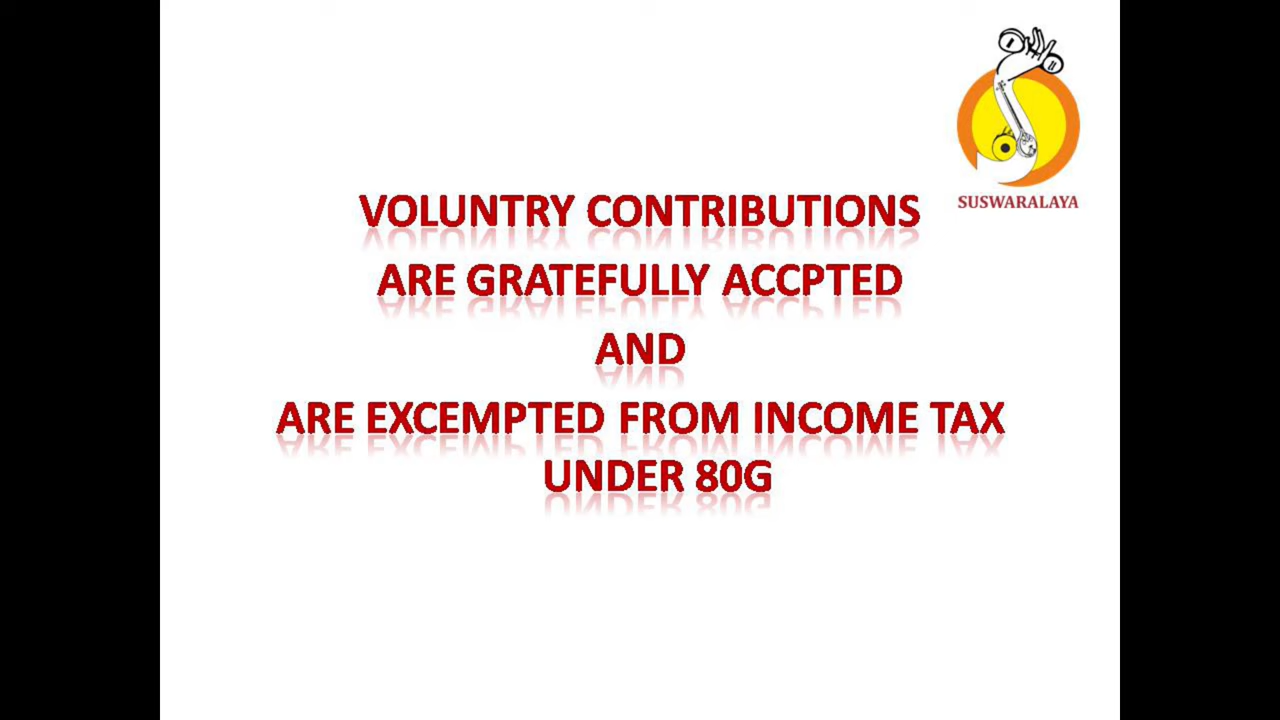 SUSWARALAYA
VOLUNTRY CONTRIBUTIONS
ARE GRATEFULLY ACCPTED
AND
ARE EXCEMPTED FROM INCOME TAX
UNDER 80G